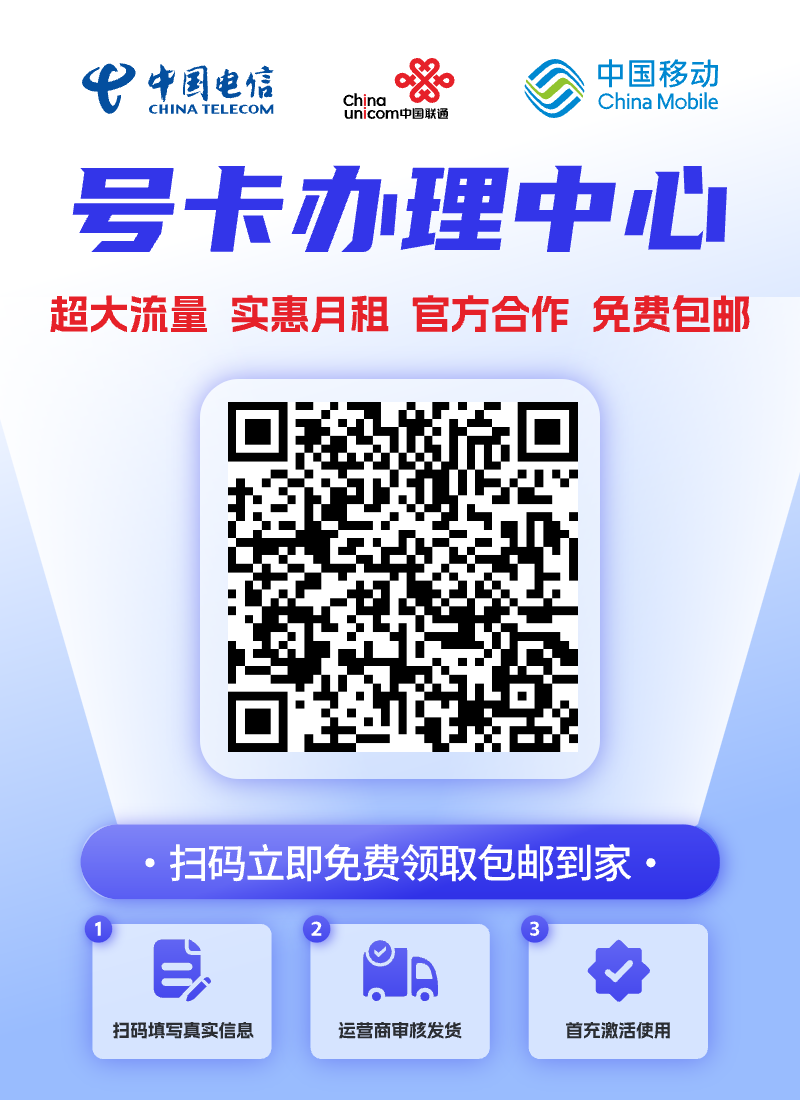 中国电信
CHINA TELECOM
China
unicom中国联通
中国移动
China Mobile
号卡办理中心
超大流量 实惠月租 官方合作 免费包邮
·扫码立即免费领取包邮到家·
1
2
3
扫码填写真实信息
运营商审核发货
首充激活使用